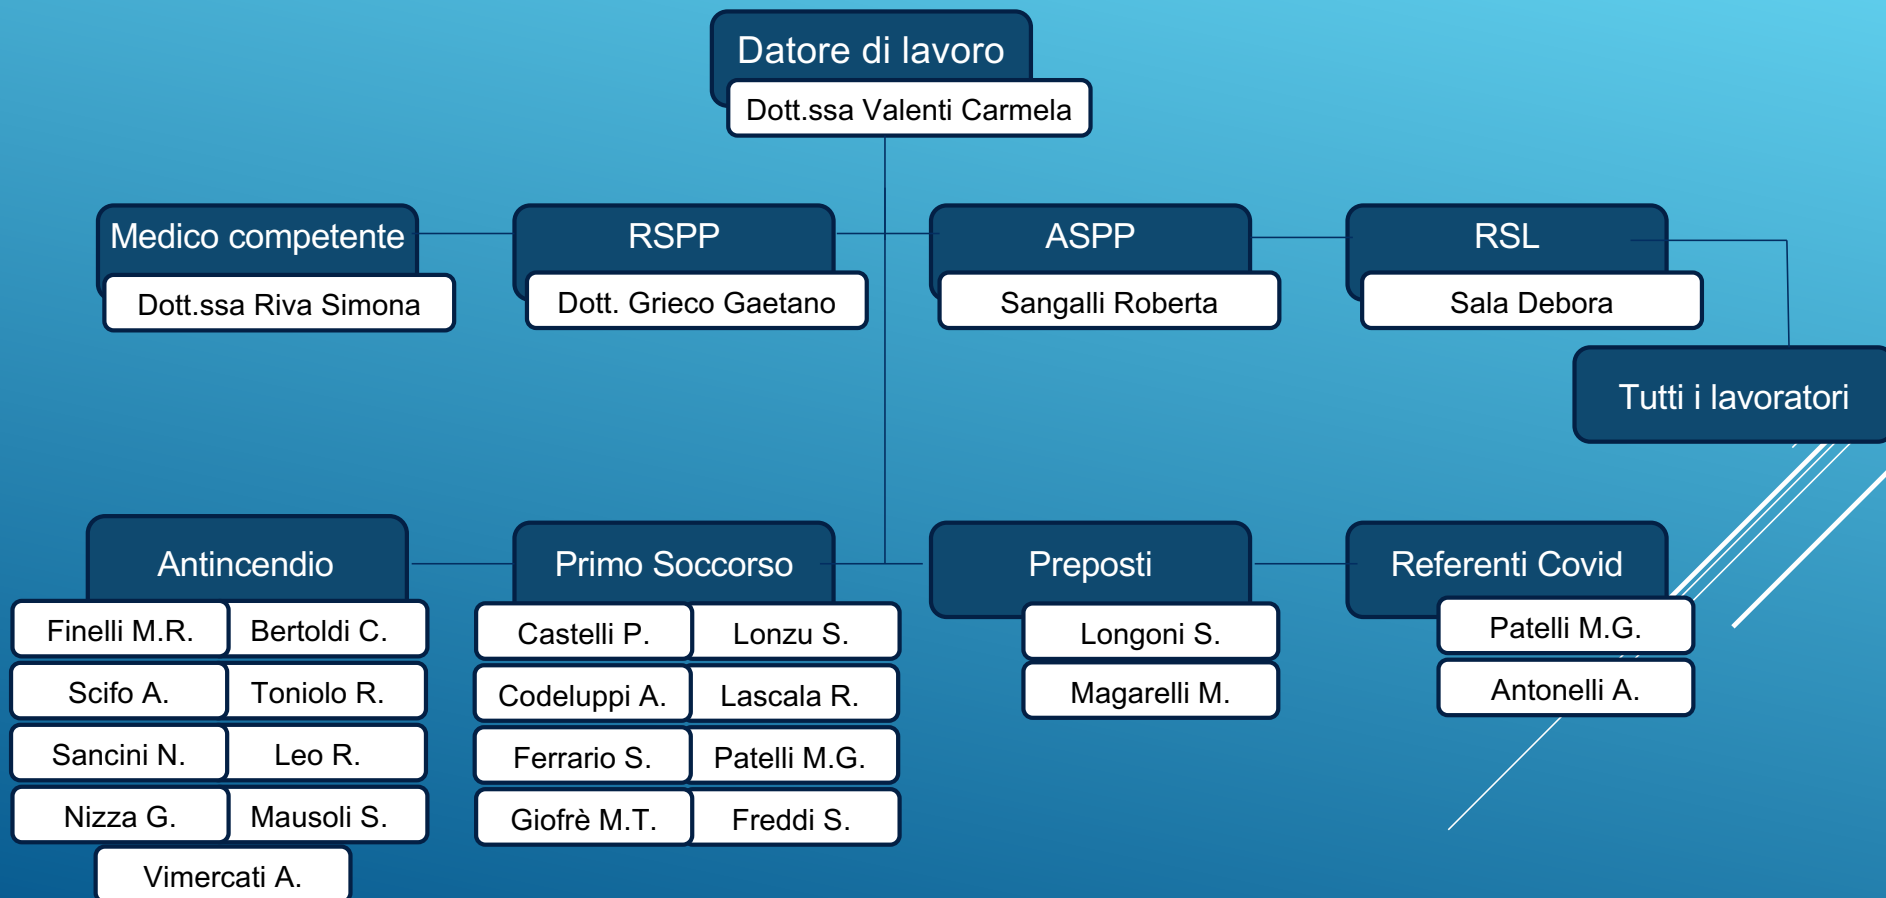 Datore di lavoro
Dott.ssa Valenti Carmela
Medico competente
Dott.ssa Riva Simona
RSPP
Dott. Grieco Gaetano
ASPP
Sangalli Roberta
RSL
Sala Debora
Tutti i lavoratori
Antincendio
Finelli M.R.
Bertoldi C.
Scifo A.
Toniolo R.
Sancini N.
Leo R.
Nizza G.
Mausoli S.
Vimercati A.
Primo Soccorso
Castelli P.
Lonzu S.
Codeluppi A.
Lascala R.
Ferrario S.
Patelli M.G.
Giofrè M.T.
Freddi S.
Preposti
Longoni S.
Magarelli M.
Referenti Covid
Patelli M.G.
Antonelli A.